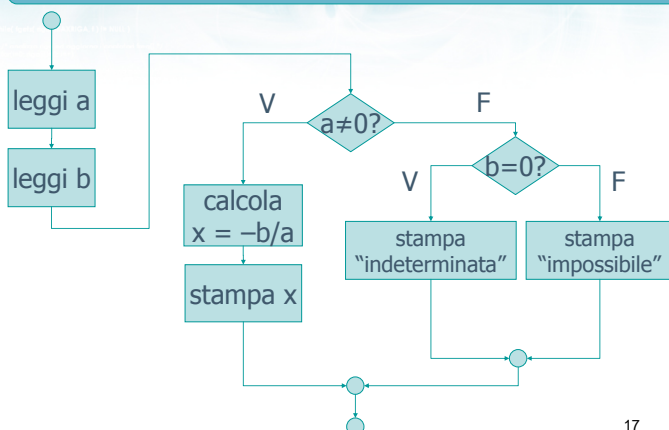 leggi a
leggi b
a≠0?
V
F
calcola
x = –b/a
stampa x
b=0?
V
F
stampa
“indeterminata”
stampa
“impossibile”
17